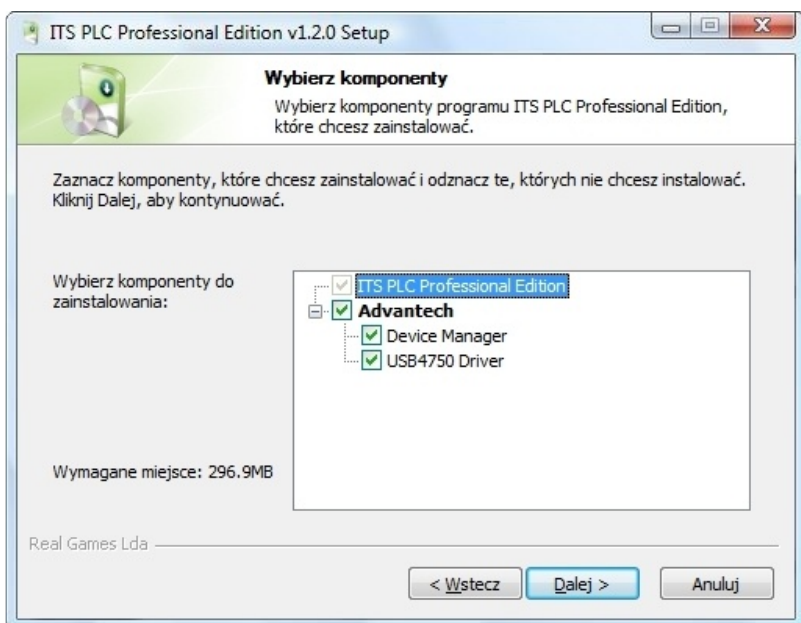 ITS PLC Professional Edition v1.2.0 Setup
Wybierz komponenty
Wybierz komponenty programu ITS PLC Professional Edition,
które chcesz zainstalować.
Zaznacz komponenty, które chcesz zainstalować i odznacz te, których nie chcesz instalować.
Kliknij Dalej, aby kontynuować.
Wybierz komponenty do
zainstalowania:
ITS PLC Professional Edition
Advantech
Device Manager
USB4750 Driver
Wymagane miejsce: 296.9MB
Real Games Lda
< Wstecz
Dalej >
Anuluj